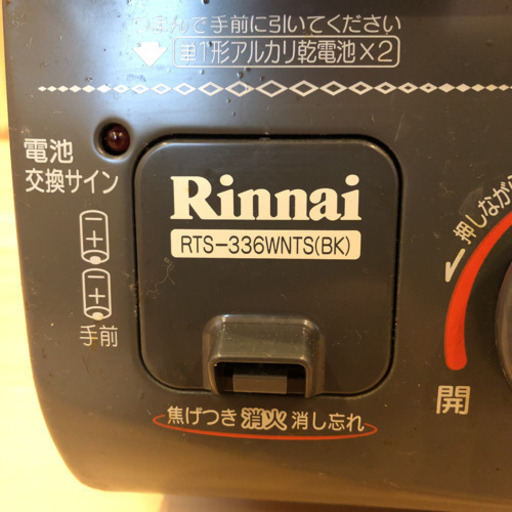 つまんで手前に引いてください
単1形アルカリ乾電池×2
電池
交換サイン
Rinnai
RTS-336WNTS(BK)
手前
焦げつき 消火 消し忘れ
押しながら
開